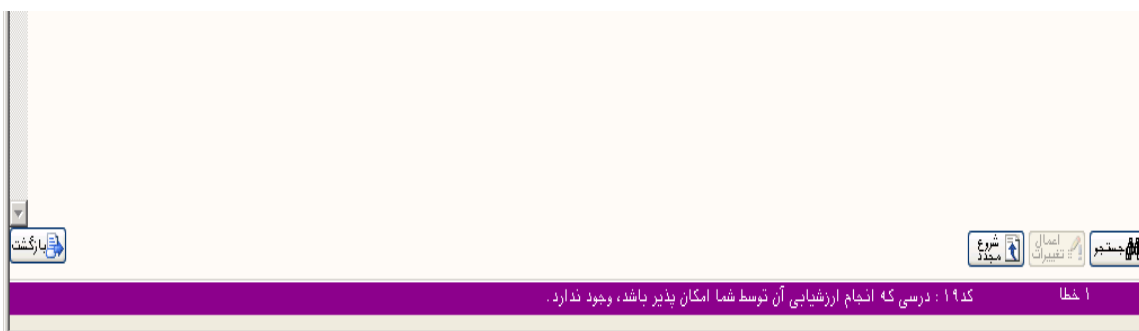 بازگشت
جستجو
اعمال تغییرات
شروع مجدد
۱ خطا
کد۱۹ : درسی که انجام ارزشیابی آن توسط شما امکان پذیر باشد، وجود ندارد.